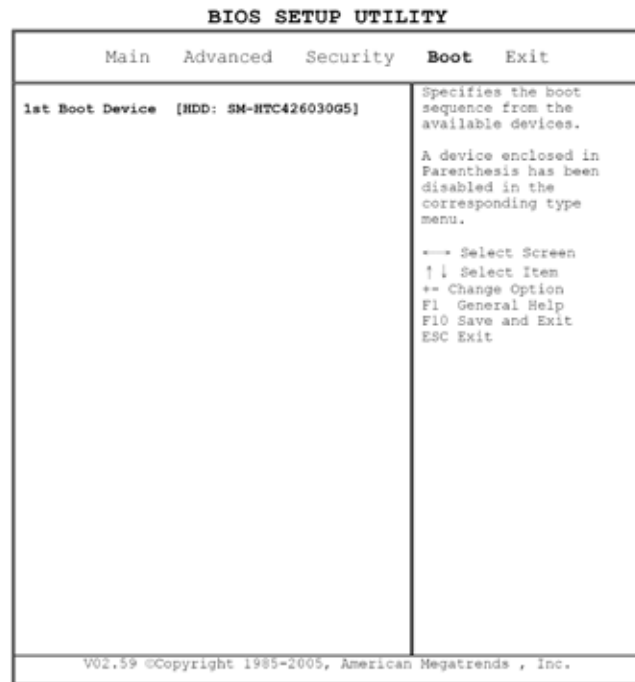 BIOS SETUP UTILITY
Main Advanced Security Boot Exit
1st Boot Device [HDD: SM-HTC426030G5]
Specifies the boot
sequence from the
available devices.
A device enclosed in
Parenthesis has been
disabled in the
corresponding type
menu.
←→ Select Screen
↑↓ Select Item
+- Change Option
F1 General Help
F10 Save and Exit
ESC Exit
V02.59 ©Copyright 1985-2005, American Megatrends , Inc.